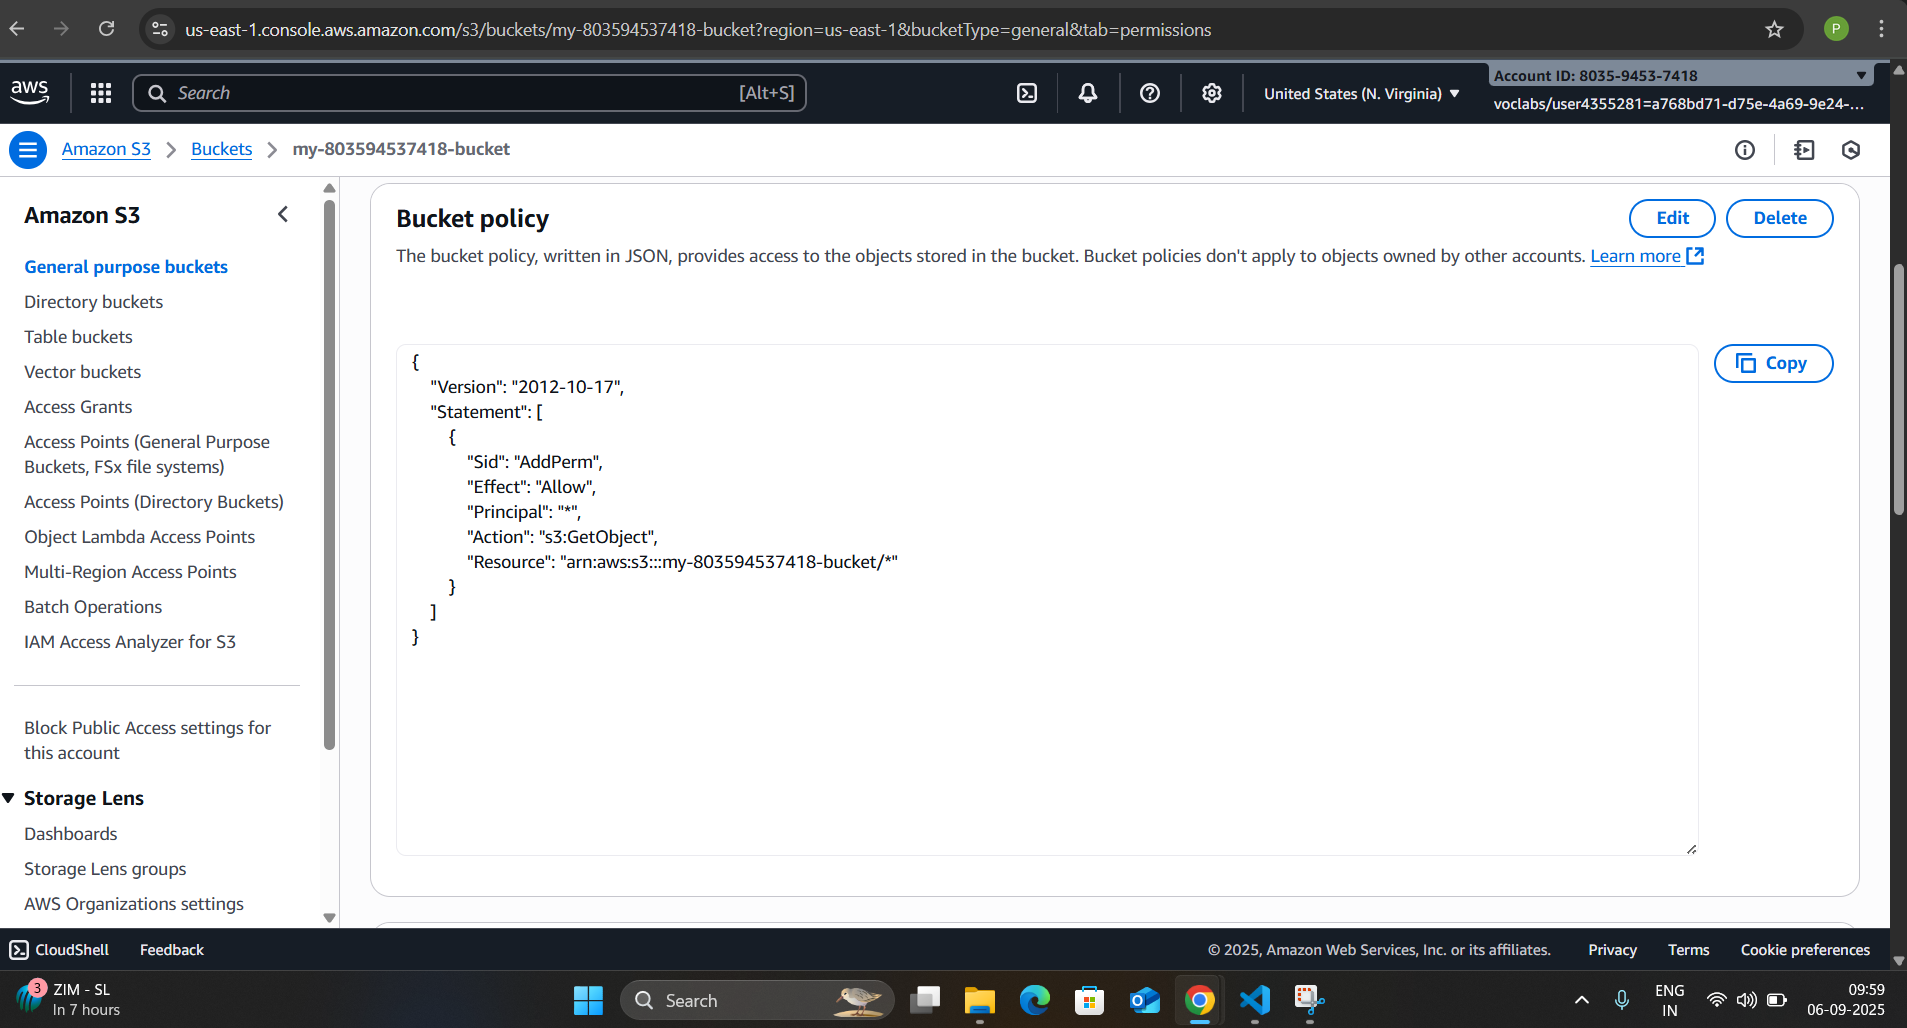 us-east-1.console.aws.amazon.com/s3/buckets/my-803594537418-bucket?region=us-east-1&bucketType=general&tab=permissions
P
aws
Search
[Alt+S]
United States (N. Virginia)
Account ID: 8035-9453-7418
voclabs/user4355281=a768bd71-d75e-4a69-9e24-...
Amazon S3
Buckets
my-803594537418-bucket
Amazon S3
General purpose buckets
Directory buckets
Table buckets
Vector buckets
Access Grants
Access Points (General Purpose
Buckets, FSx file systems)
Access Points (Directory Buckets)
Object Lambda Access Points
Multi-Region Access Points
Batch Operations
IAM Access Analyzer for S3
Block Public Access settings for
this account
Storage Lens
Dashboards
Storage Lens groups
AWS Organizations settings
Bucket policy
Edit
Delete
The bucket policy, written in JSON, provides access to the objects stored in the bucket. Bucket policies don't apply to objects owned by other accounts. Learn more
Copy
{
"Version": "2012-10-17",
"Statement": [
{
"Sid": "AddPerm",
"Effect": "Allow",
"Principal": "*",
"Action": "s3:GetObject",
"Resource": "arn:aws:s3:::my-803594537418-bucket/*"
}
]
}
CloudShell
Feedback
© 2025, Amazon Web Services, Inc. or its affiliates.
Privacy
Terms
Cookie preferences
3
ZIM - SL
In 7 hours
Search
ENG
IN
09:59
06-09-2025